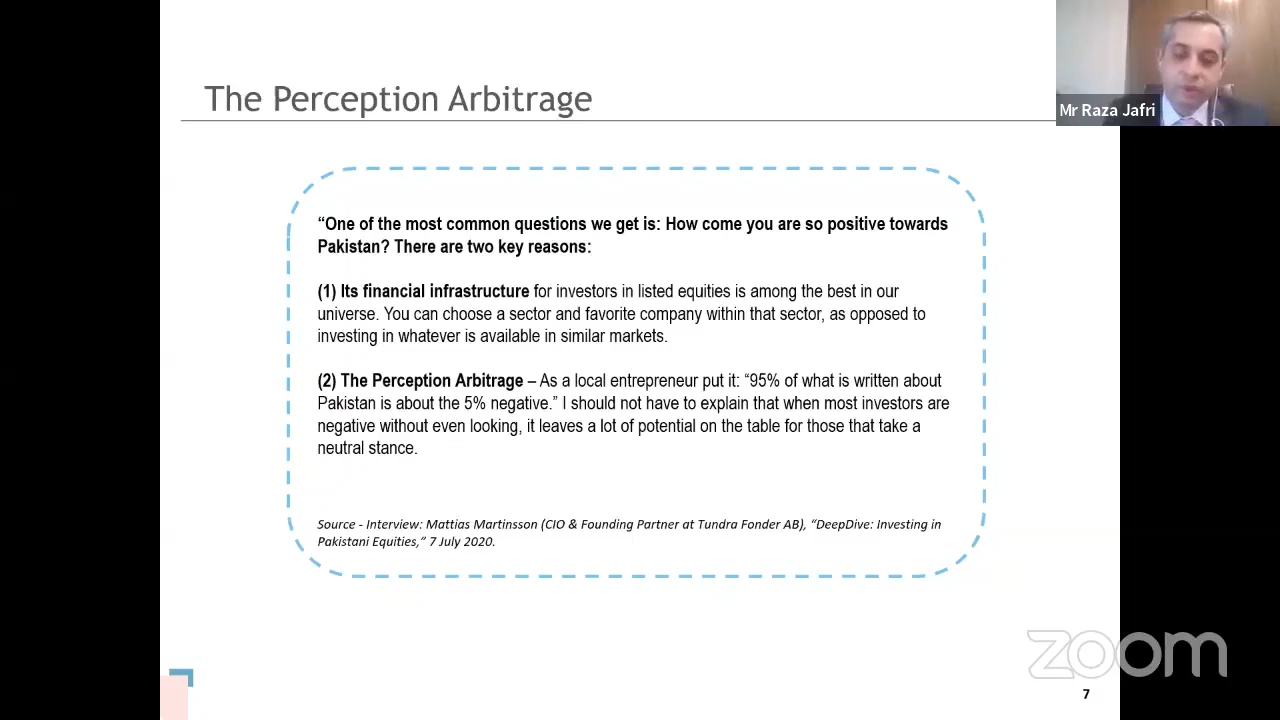 The Perception Arbitrage
Mr Raza Jafri
“One of the most common questions we get is: How come you are so positive towards
Pakistan? There are two key reasons:
(1) Its financial infrastructure for investors in listed equities is among the best in our
universe. You can choose a sector and favorite company within that sector, as opposed to
investing in whatever is available in similar markets.
(2) The Perception Arbitrage – As a local entrepreneur put it: “95% of what is written about
Pakistan is about the 5% negative.” I should not have to explain that when most investors are
negative without even looking, it leaves a lot of potential on the table for those that take a
neutral stance.
Source - Interview: Mattias Martinsson (CIO & Founding Partner at Tundra Fonder AB), “DeepDive: Investing in
Pakistani Equities,” 7 July 2020.
zoom
7